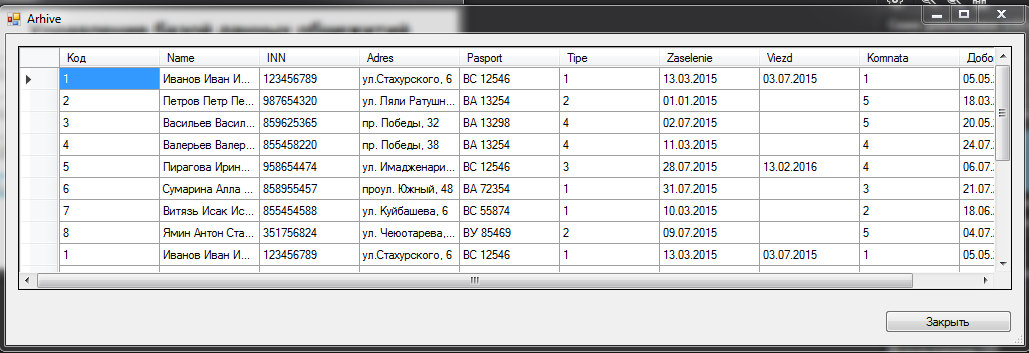 Arhive
Код Name INN Adres Pasport Tipe Zaselenie Viezd Komnata Добо
1 Иванов Иван И... 123456789 ул.Стахурского, 6 ВС 12546 1 13.03.2015 03.07.2015 1 05.05.
2 Петров Петр Пе... 987654320 ул. Ляли Ратушн... ВА 13254 2 01.01.2015 5 18.03.
3 Васильев Васил... 859625365 пр. Победы, 32 ВА 13298 4 02.07.2015 5 20.05.
4 Валерьев Валер... 855458220 пр. Победы, 38 ВА 13254 4 11.03.2015 4 24.07.
5 Пирагова Ирин... 958654474 ул. Имадженари... ВС 12546 3 28.07.2015 13.02.2016 4 06.07.
6 Сумарина Алла ... 858955457 проул. Южный, 48 ВА 72354 1 31.07.2015 3 21.07.
7 Витязь Исак Ис... 855454588 ул. Куйбашева, 6 ВС 55874 1 10.03.2015 2 18.06.
8 Ямин Антон Ста... 351756824 ул. Чеюотарева,... ВУ 85469 2 09.07.2015 5 04.07.
1 Иванов Иван И... 123456789 ул.Стахурского, 6 ВС 12546 1 13.03.2015 03.07.2015 1 05.05.
Закрыть